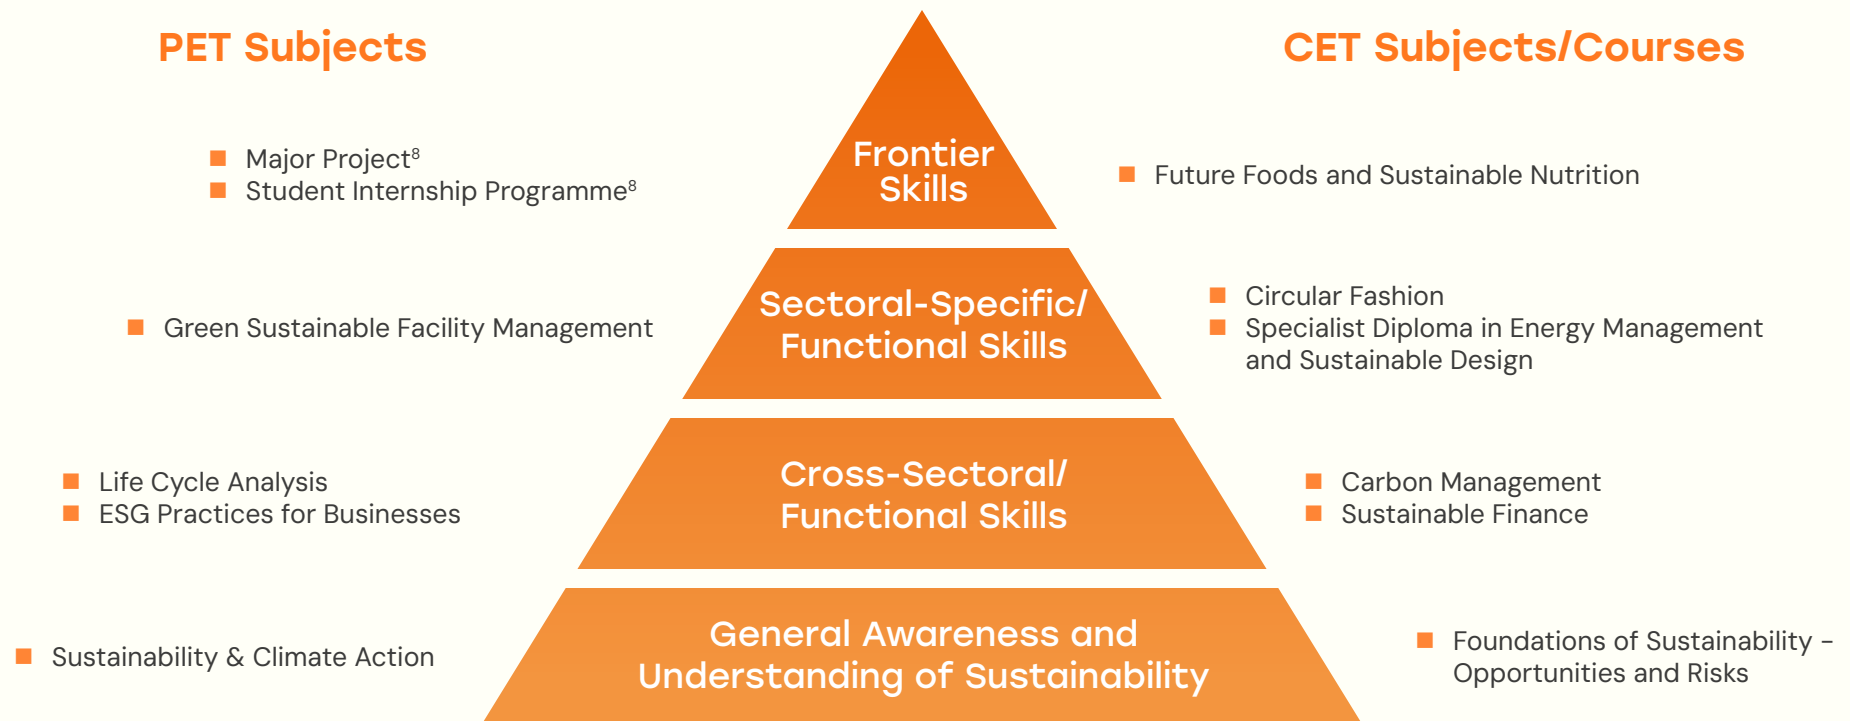 PET Subjects
CET Subjects/Courses
Major Project⁸
Student Internship Programme⁸
Frontier
Skills
Future Foods and Sustainable Nutrition
Green Sustainable Facility Management
Sectoral-Specific/
Functional Skills
Circular Fashion
Specialist Diploma in Energy Management
and Sustainable Design
Life Cycle Analysis
ESG Practices for Businesses
Cross-Sectoral/
Functional Skills
Carbon Management
Sustainable Finance
Sustainability & Climate Action
General Awareness and
Understanding of Sustainability
Foundations of Sustainability –
Opportunities and Risks